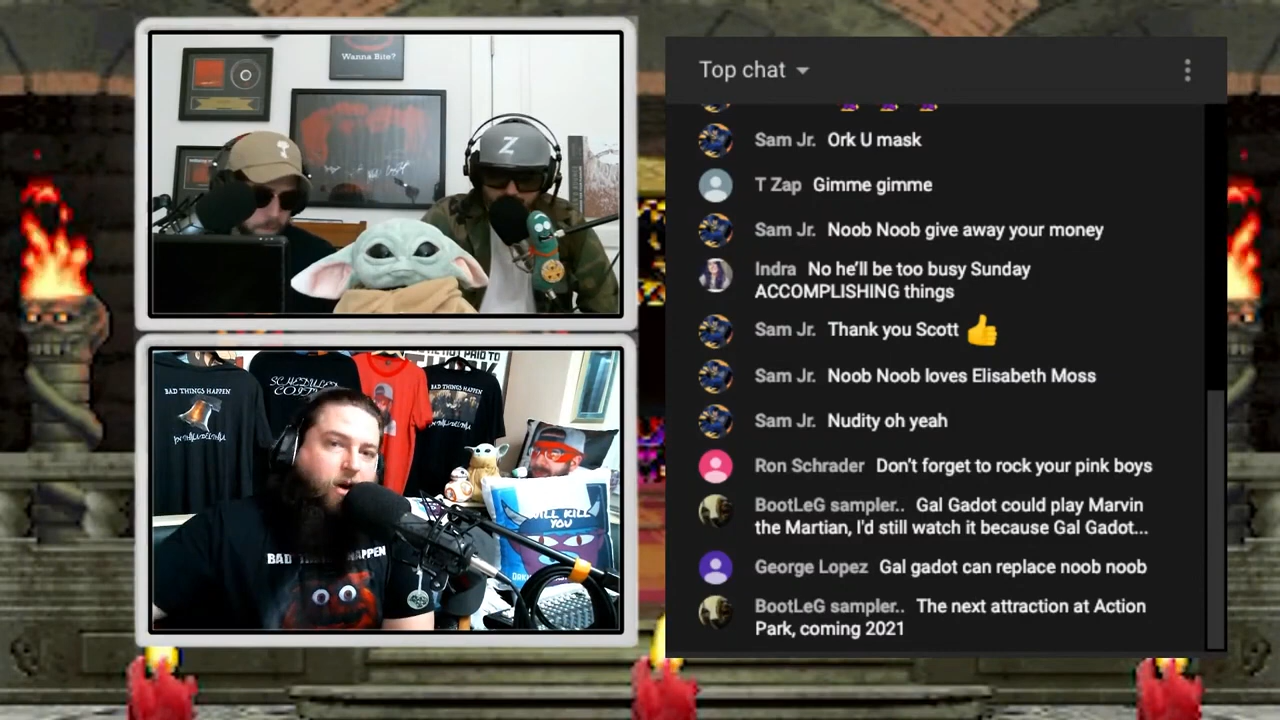 Wanna Bite?
Z
BAD THINGS HAPPEN
SCHEDULED
BAD THINGS HAPPEN
WILL KILL
YOU
Top chat
Sam Jr. Ork U mask
T Zap Gimme gimme
Sam Jr. Noob Noob give away your money
Indra No he'll be too busy Sunday
ACCOMPLISHING things
Sam Jr. Thank you Scott 👍
Sam Jr. Noob Noob loves Elisabeth Moss
Sam Jr. Nudity oh yeah
Ron Schrader Don't forget to rock your pink boys
BootLeG sampler.. Gal Gadot could play Marvin
the Martian, I'd still watch it because Gal Gadot...
George Lopez Gal gadot can replace noob noob
BootLeG sampler.. The next attraction at Action
Park, coming 2021